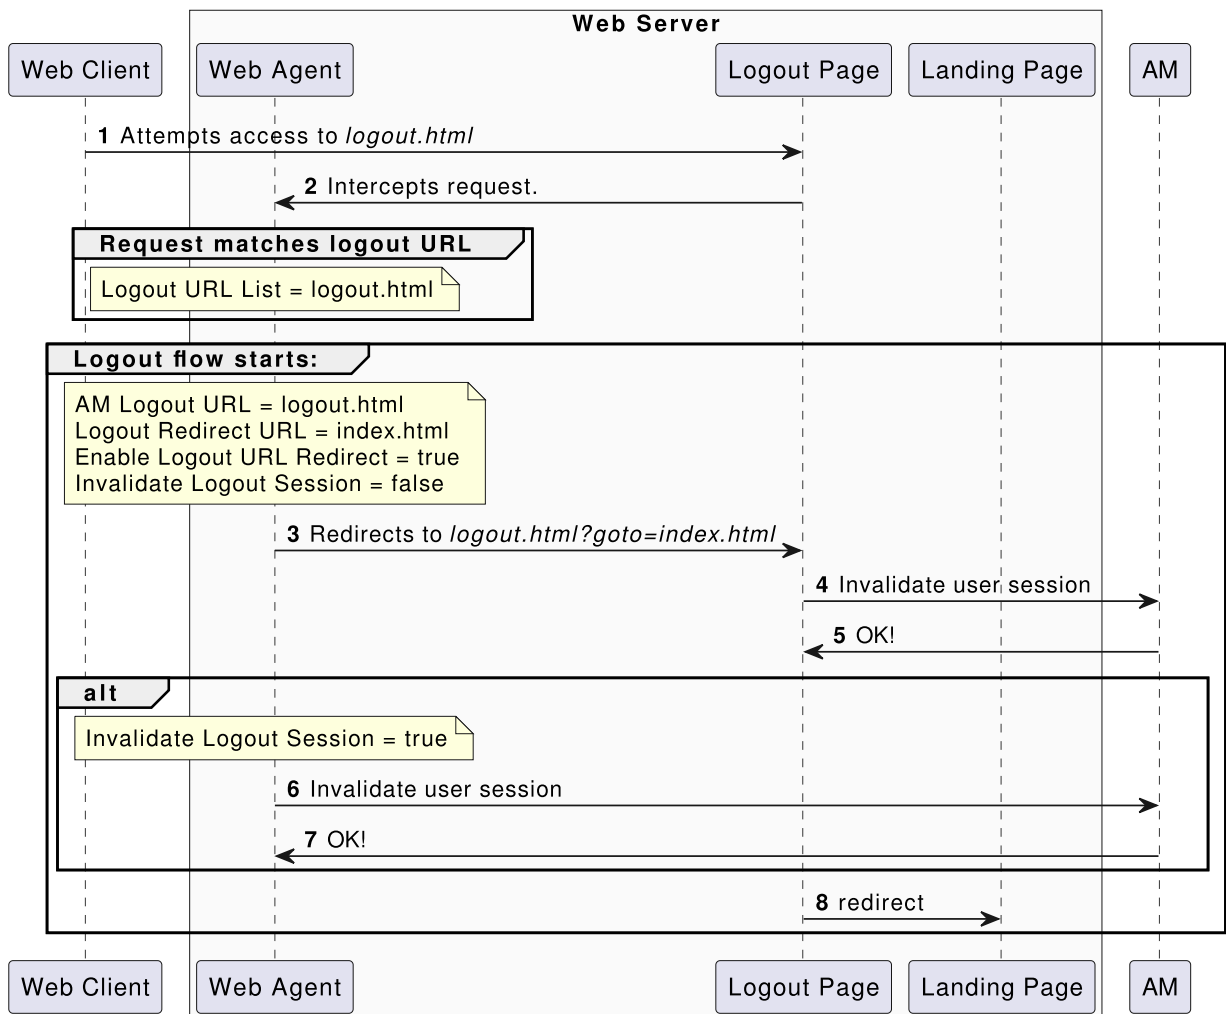 Web Server
Web Client
Web Agent
Logout Page
Landing Page
AM
1 Attempts access to logout.html
2 Intercepts request.
Request matches logout URL
Logout URL List = logout.html
Logout flow starts:
AM Logout URL = logout.html
Logout Redirect URL = index.html
Enable Logout URL Redirect = true
Invalidate Logout Session = false
3 Redirects to logout.html?goto=index.html
4 Invalidate user session
5 OK!
alt
Invalidate Logout Session = true
6 Invalidate user session
7 OK!
8 redirect
Web Client
Web Agent
Logout Page
Landing Page
AM